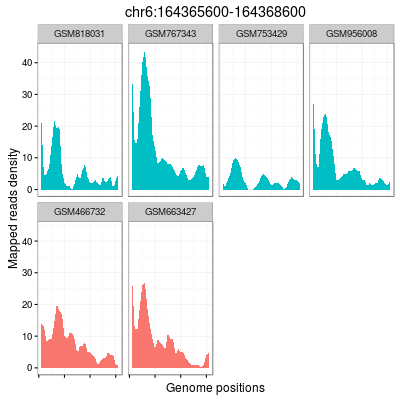 chr6:164365600-164368600
GSM818031 GSM767343 GSM753429 GSM956008
40
30
20
10
0
GSM466732 GSM663427
40
30
20
10
0
Mapped reads density
Genome positions